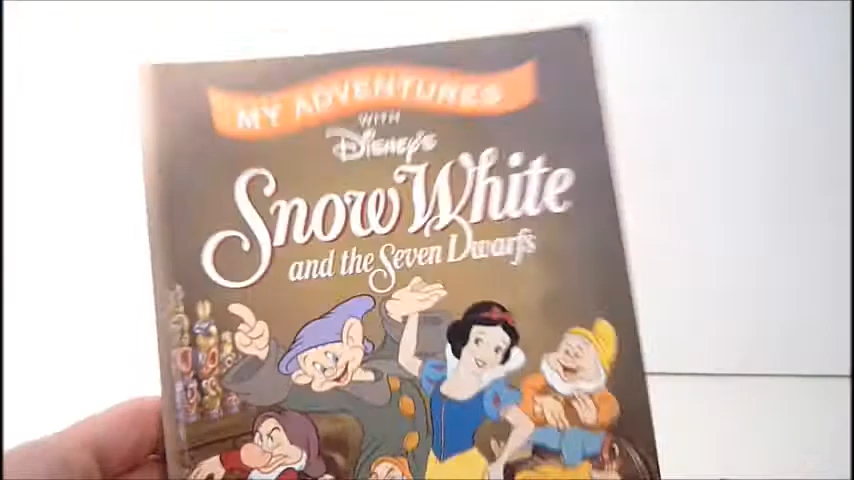 MY ADVENTURES
WITH
Disney's
Snow White
and the Seven Dwarfs